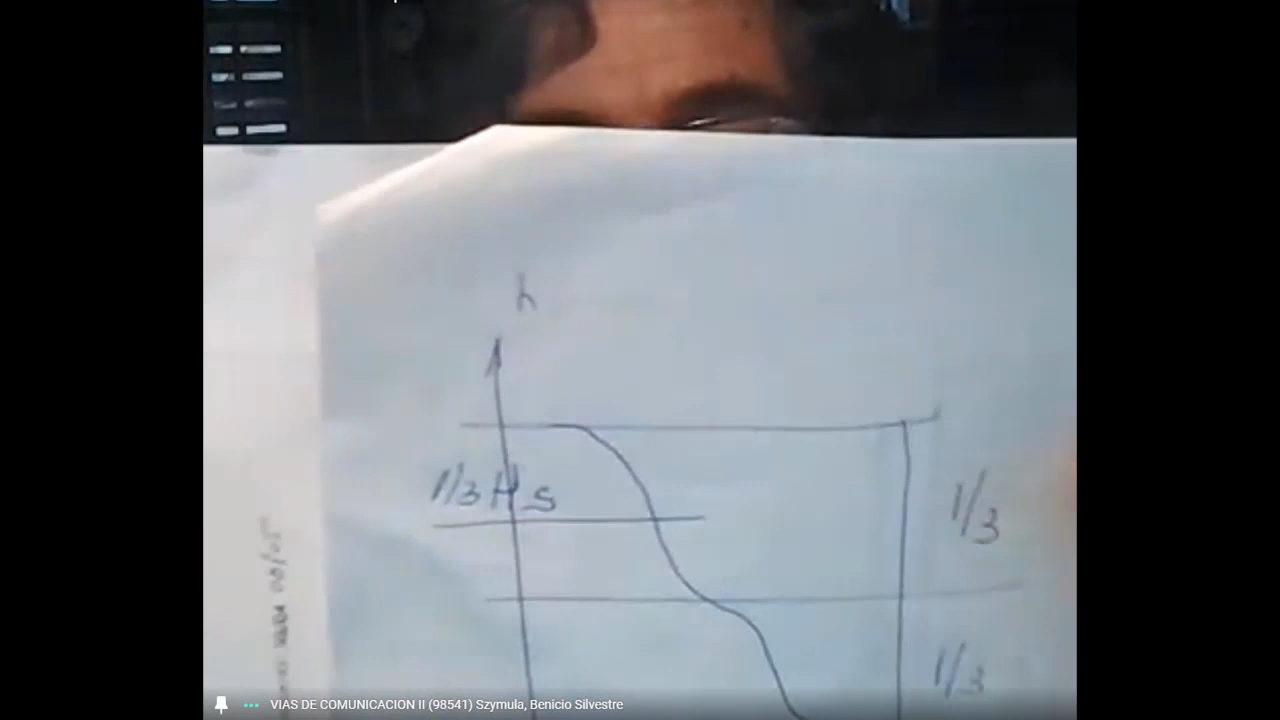 h
1/3 Hs
1/3
1/3
VIAS DE COMUNICACION II (98541) Szymula, Benicio Silvestre